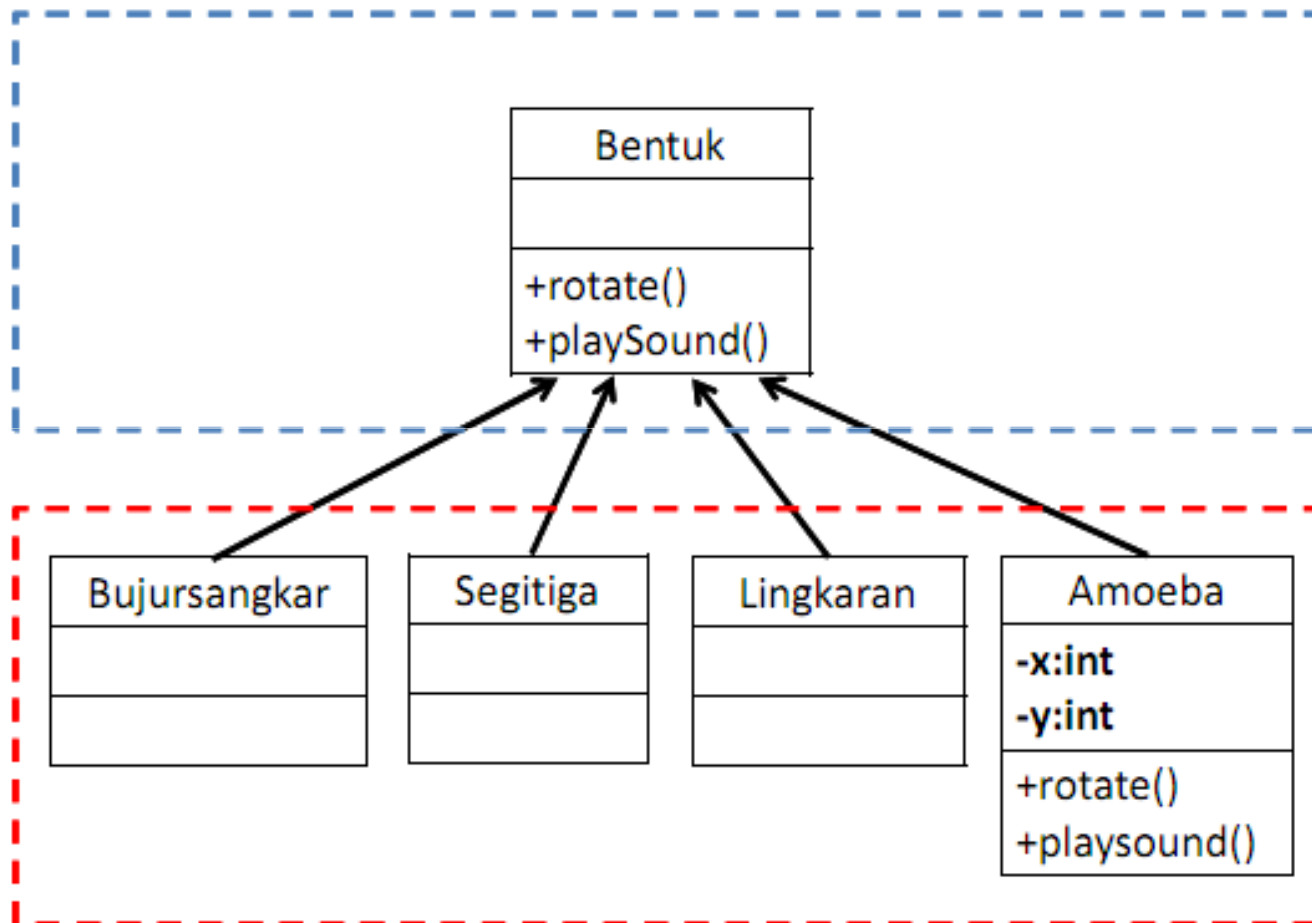 Bentuk
+rotate()
+playSound()
Bujursangkar
Segitiga
Lingkaran
Amoeba
-x:int
-y:int
+rotate()
+playsound()